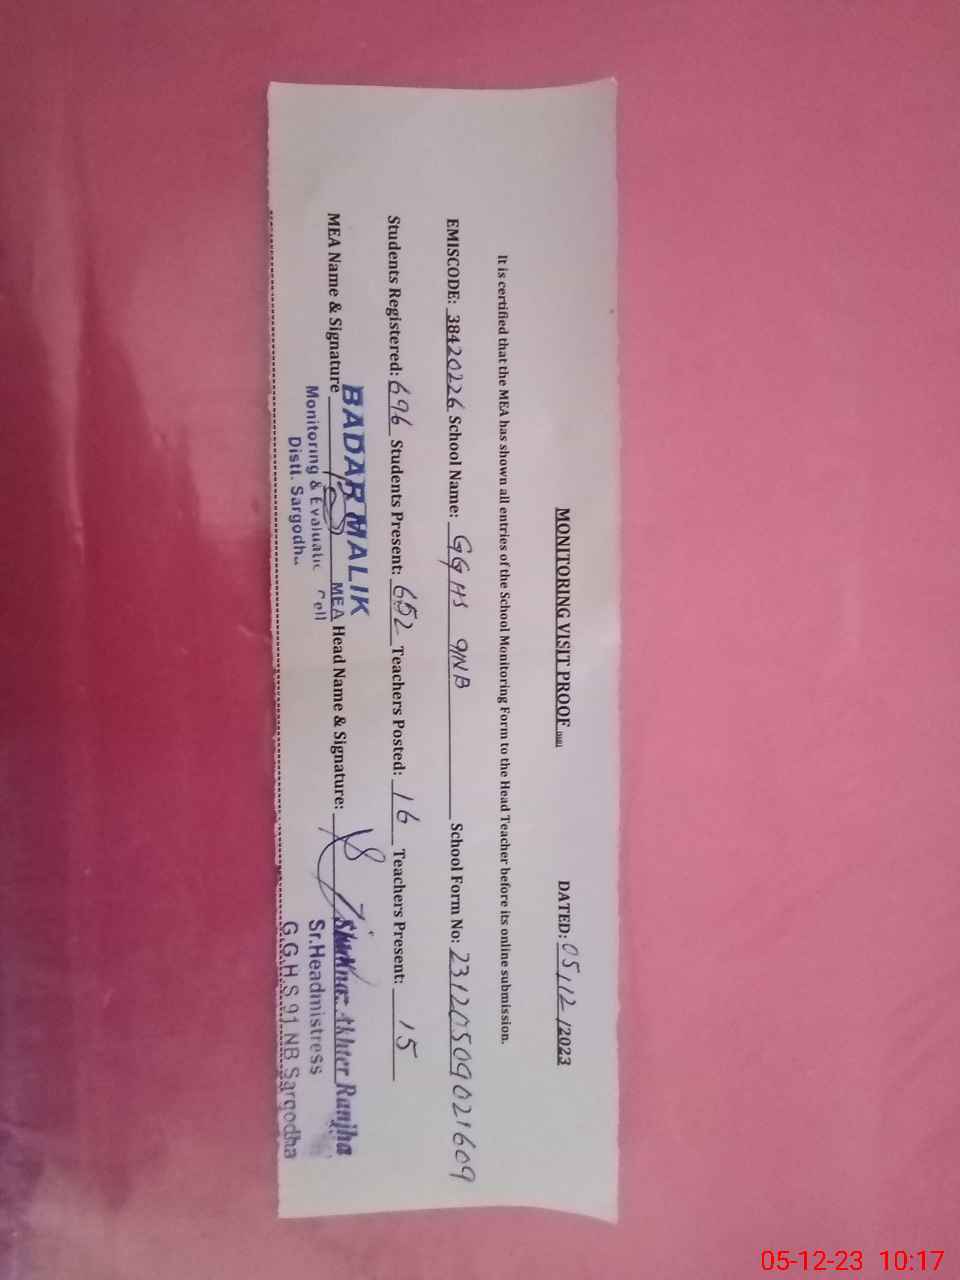 MONITORING VISIT PROOF DATED: 05/12/2023
It is certified that the MEA has shown all entries of the School Monitoring Form to the Head Teacher before its online submission.
EMISCODE: 38420226 School Name: GGHS 91NB School Form No: 23120509021609
Students Registered: 696 Students Present: 652 Teachers Posted: 16 Teachers Present: 15
MEA Name & Signature Head Name & Signature:
BADAR MALIK
MEA
Monitoring & Evaluatic Cell
Distt. Sargodh
Akhter Ranjha
Sr.Headmistress
G.G.H.S 91 NB.Sargodha
05-12-23 10:17